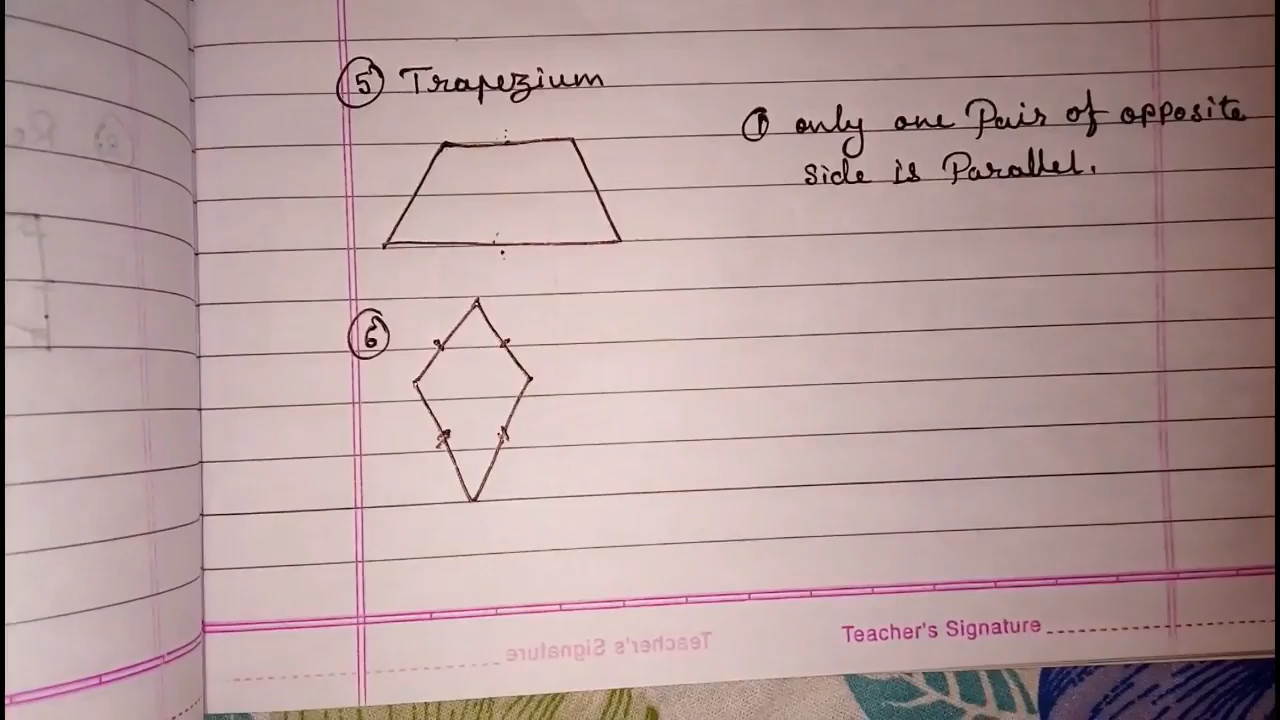 ⑤ Trapezium
① only one Pair of opposite
side is Parallel.
⑥
Teacher's Signature
Teacher's Signature